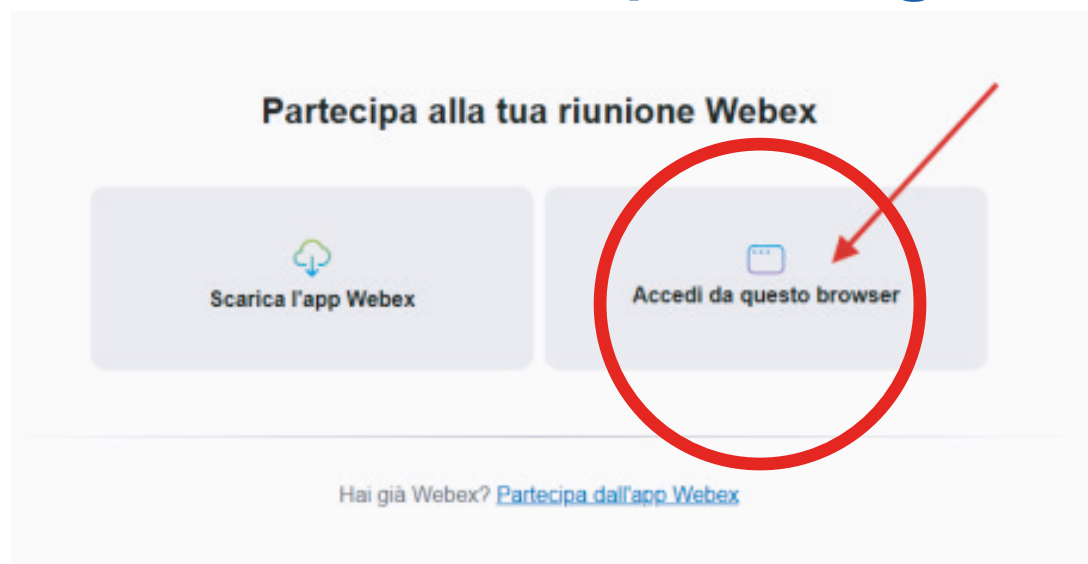 Partecipa alla tua riunione Webex
Scarica l'app Webex
Accedi da questo browser
Hai già Webex? Partecipa dall'app Webex